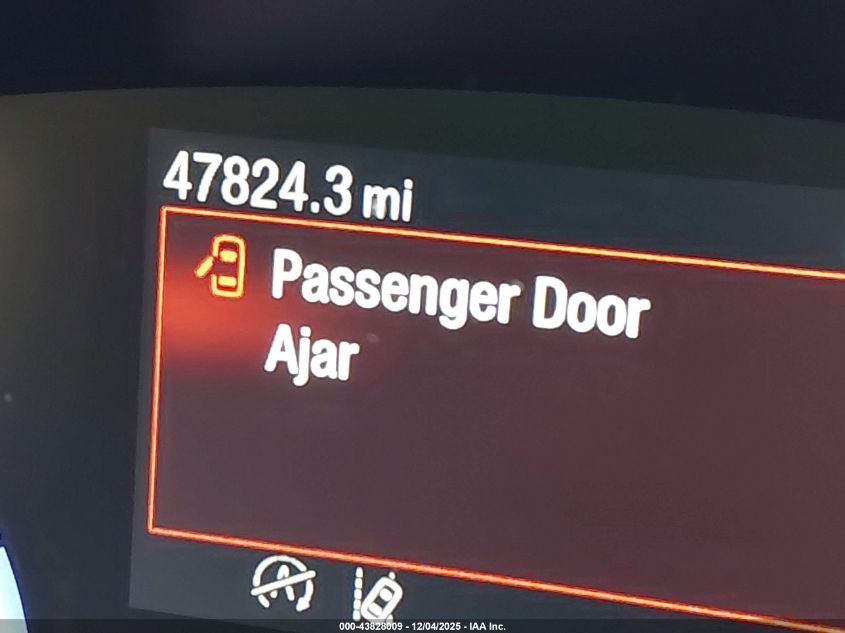 47824.3 mi
Passenger Door
Ajar
A
000-43828009 - 12/04/2025 - IAA Inc.